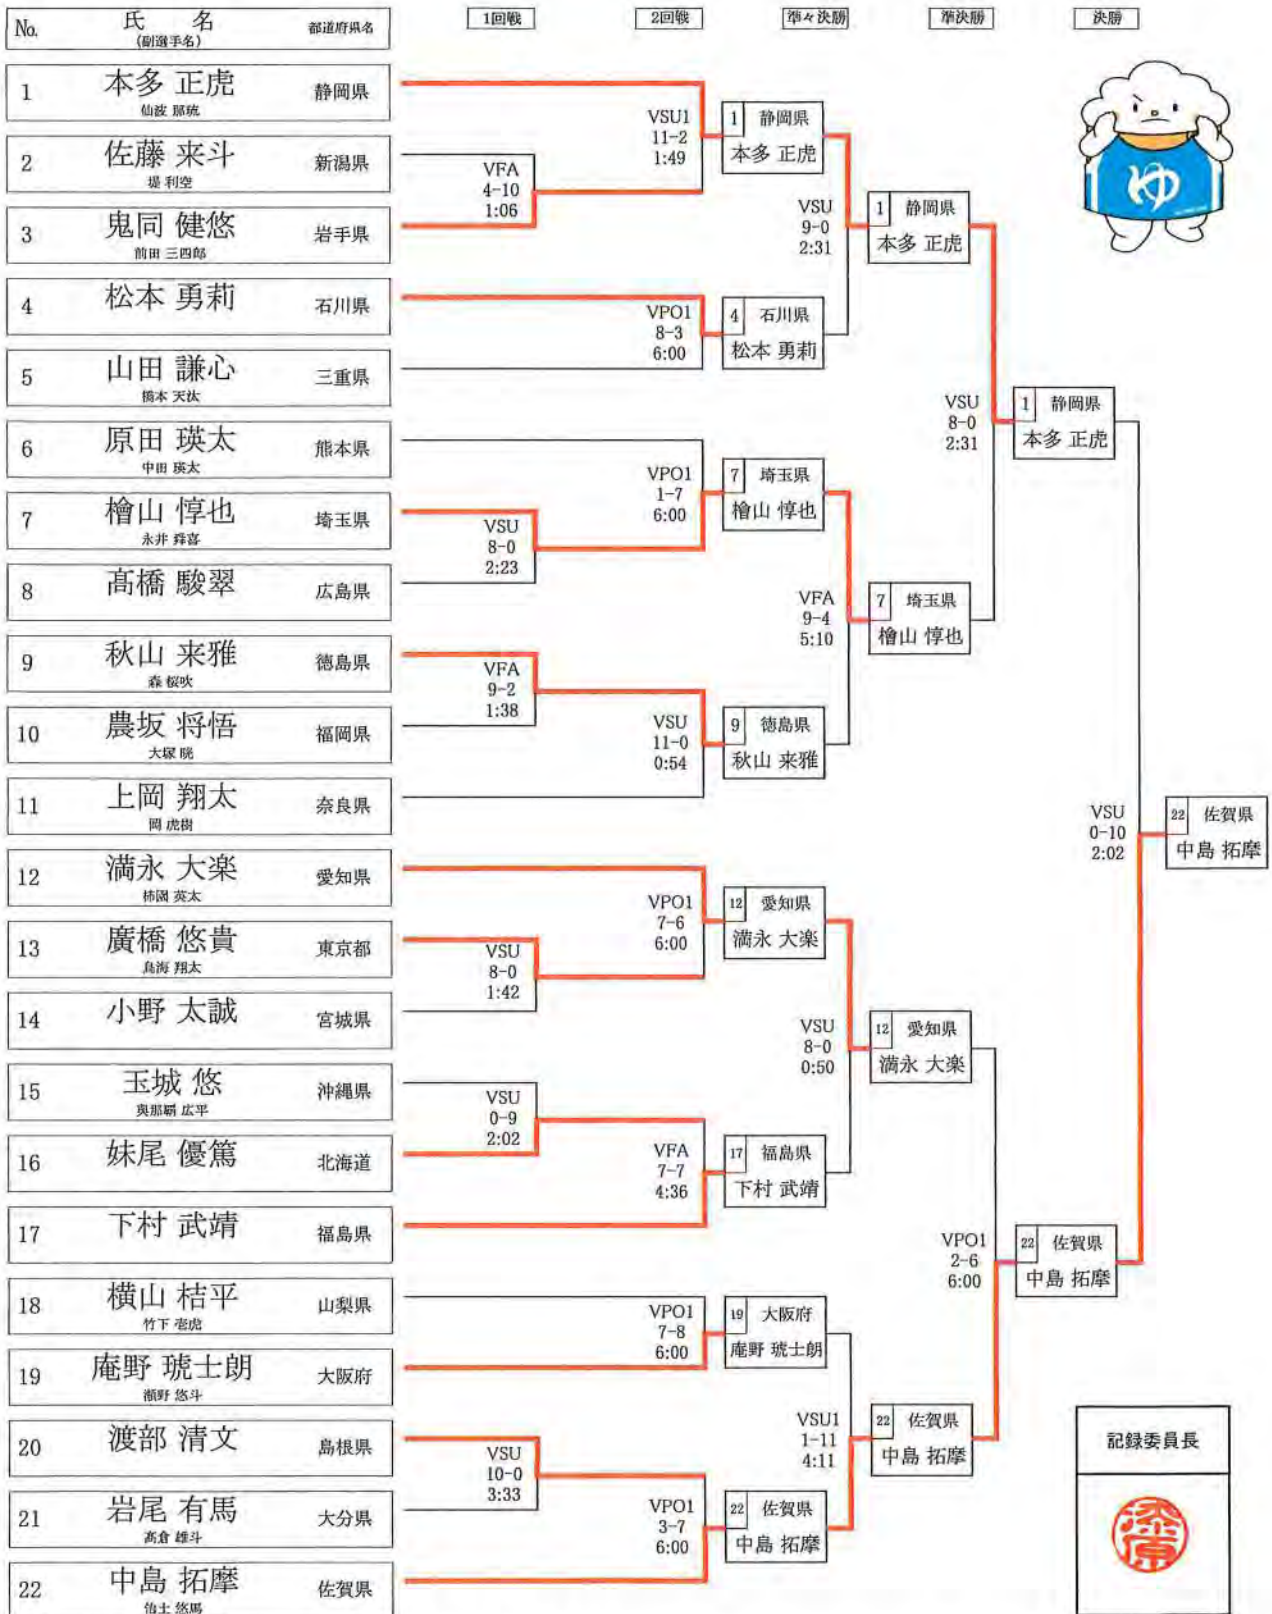 No. 氏 名 都道府県名 1回戦 2回戦 準々決勝 準決勝 決勝
(副選手名)
1 本多 正虎 静岡県
仙波 那琉
2 佐藤 来斗 新潟県
堤 利空
3 鬼同 健悠 岩手県
前田 三四郎
4 松本 勇莉 石川県
5 山田 謙心 三重県
橋本 天汰
6 原田 瑛太 熊本県
中田 瑛太
7 檜山 惇也 埼玉県
永井 舜喜
8 髙橋 駿翠 広島県
9 秋山 来雅 徳島県
森 桜吹
10 農坂 将悟 福岡県
大塚 晄
11 上岡 翔太 奈良県
岡 虎樹
12 満永 大楽 愛知県
柿園 英太
13 廣橋 悠貴 東京都
鳥海 翔太
14 小野 太誠 宮城県
15 玉城 悠 沖縄県
與那覇 広平
16 妹尾 優篤 北海道
17 下村 武靖 福島県
18 横山 桔平 山梨県
竹下 壱虎
19 庵野 琥士朗 大阪府
瀬野 悠斗
20 渡部 清文 島根県
21 岩尾 有馬 大分県
髙倉 雄斗
22 中島 拓摩 佐賀県
悠馬
VFA
4-10
1:06
VSU
8-0
2:23
VFA
9-2
1:38
VSU
8-0
1:42
VSU
0-9
2:02
VSU
10-0
3:33
VSU1
11-2
1:49
VPO1
8-3
6:00
VPO1
1-7
6:00
VSU
11-0
0:54
VPO1
7-6
6:00
VFA
7-7
4:36
VPO1
7-8
6:00
VPO1
3-7
6:00
1 静岡県
本多 正虎
4 石川県
松本 勇莉
7 埼玉県
檜山 惇也
9 徳島県
秋山 来雅
12 愛知県
満永 大楽
17 福島県
下村 武靖
19 大阪府
庵野 琥士朗
22 佐賀県
中島 拓摩
VSU
9-0
2:31
VFA
9-4
5:10
VSU
8-0
0:50
VSU1
1-11
4:11
1 静岡県
本多 正虎
7 埼玉県
檜山 惇也
12 愛知県
満永 大楽
22 佐賀県
中島 拓摩
VSU
8-0
2:31
VPO1
2-6
6:00
1 静岡県
本多 正虎
22 佐賀県
中島 拓摩
VSU
0-10
2:02
22 佐賀県
中島 拓摩
ゆ
記録委員長
漆原